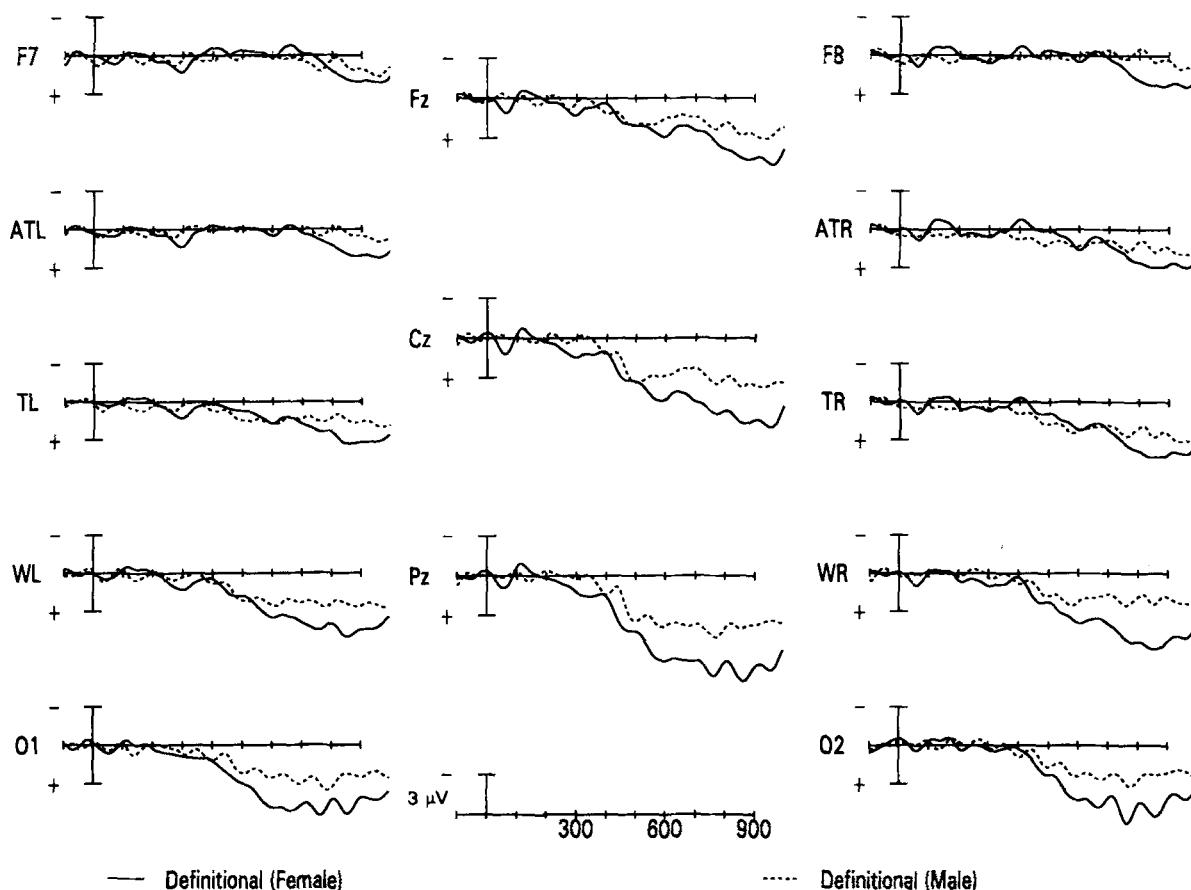 F7
-
+
Fz
-
+
F8
-
+
ATL
-
+
ATR
-
+
Cz
-
+
TL
-
+
TR
-
+
WL
-
+
Pz
-
+
WR
-
+
O1
-
+
O2
-
+
-
3 μV
300 600 900
Definitional (Female)
Definitional (Male)